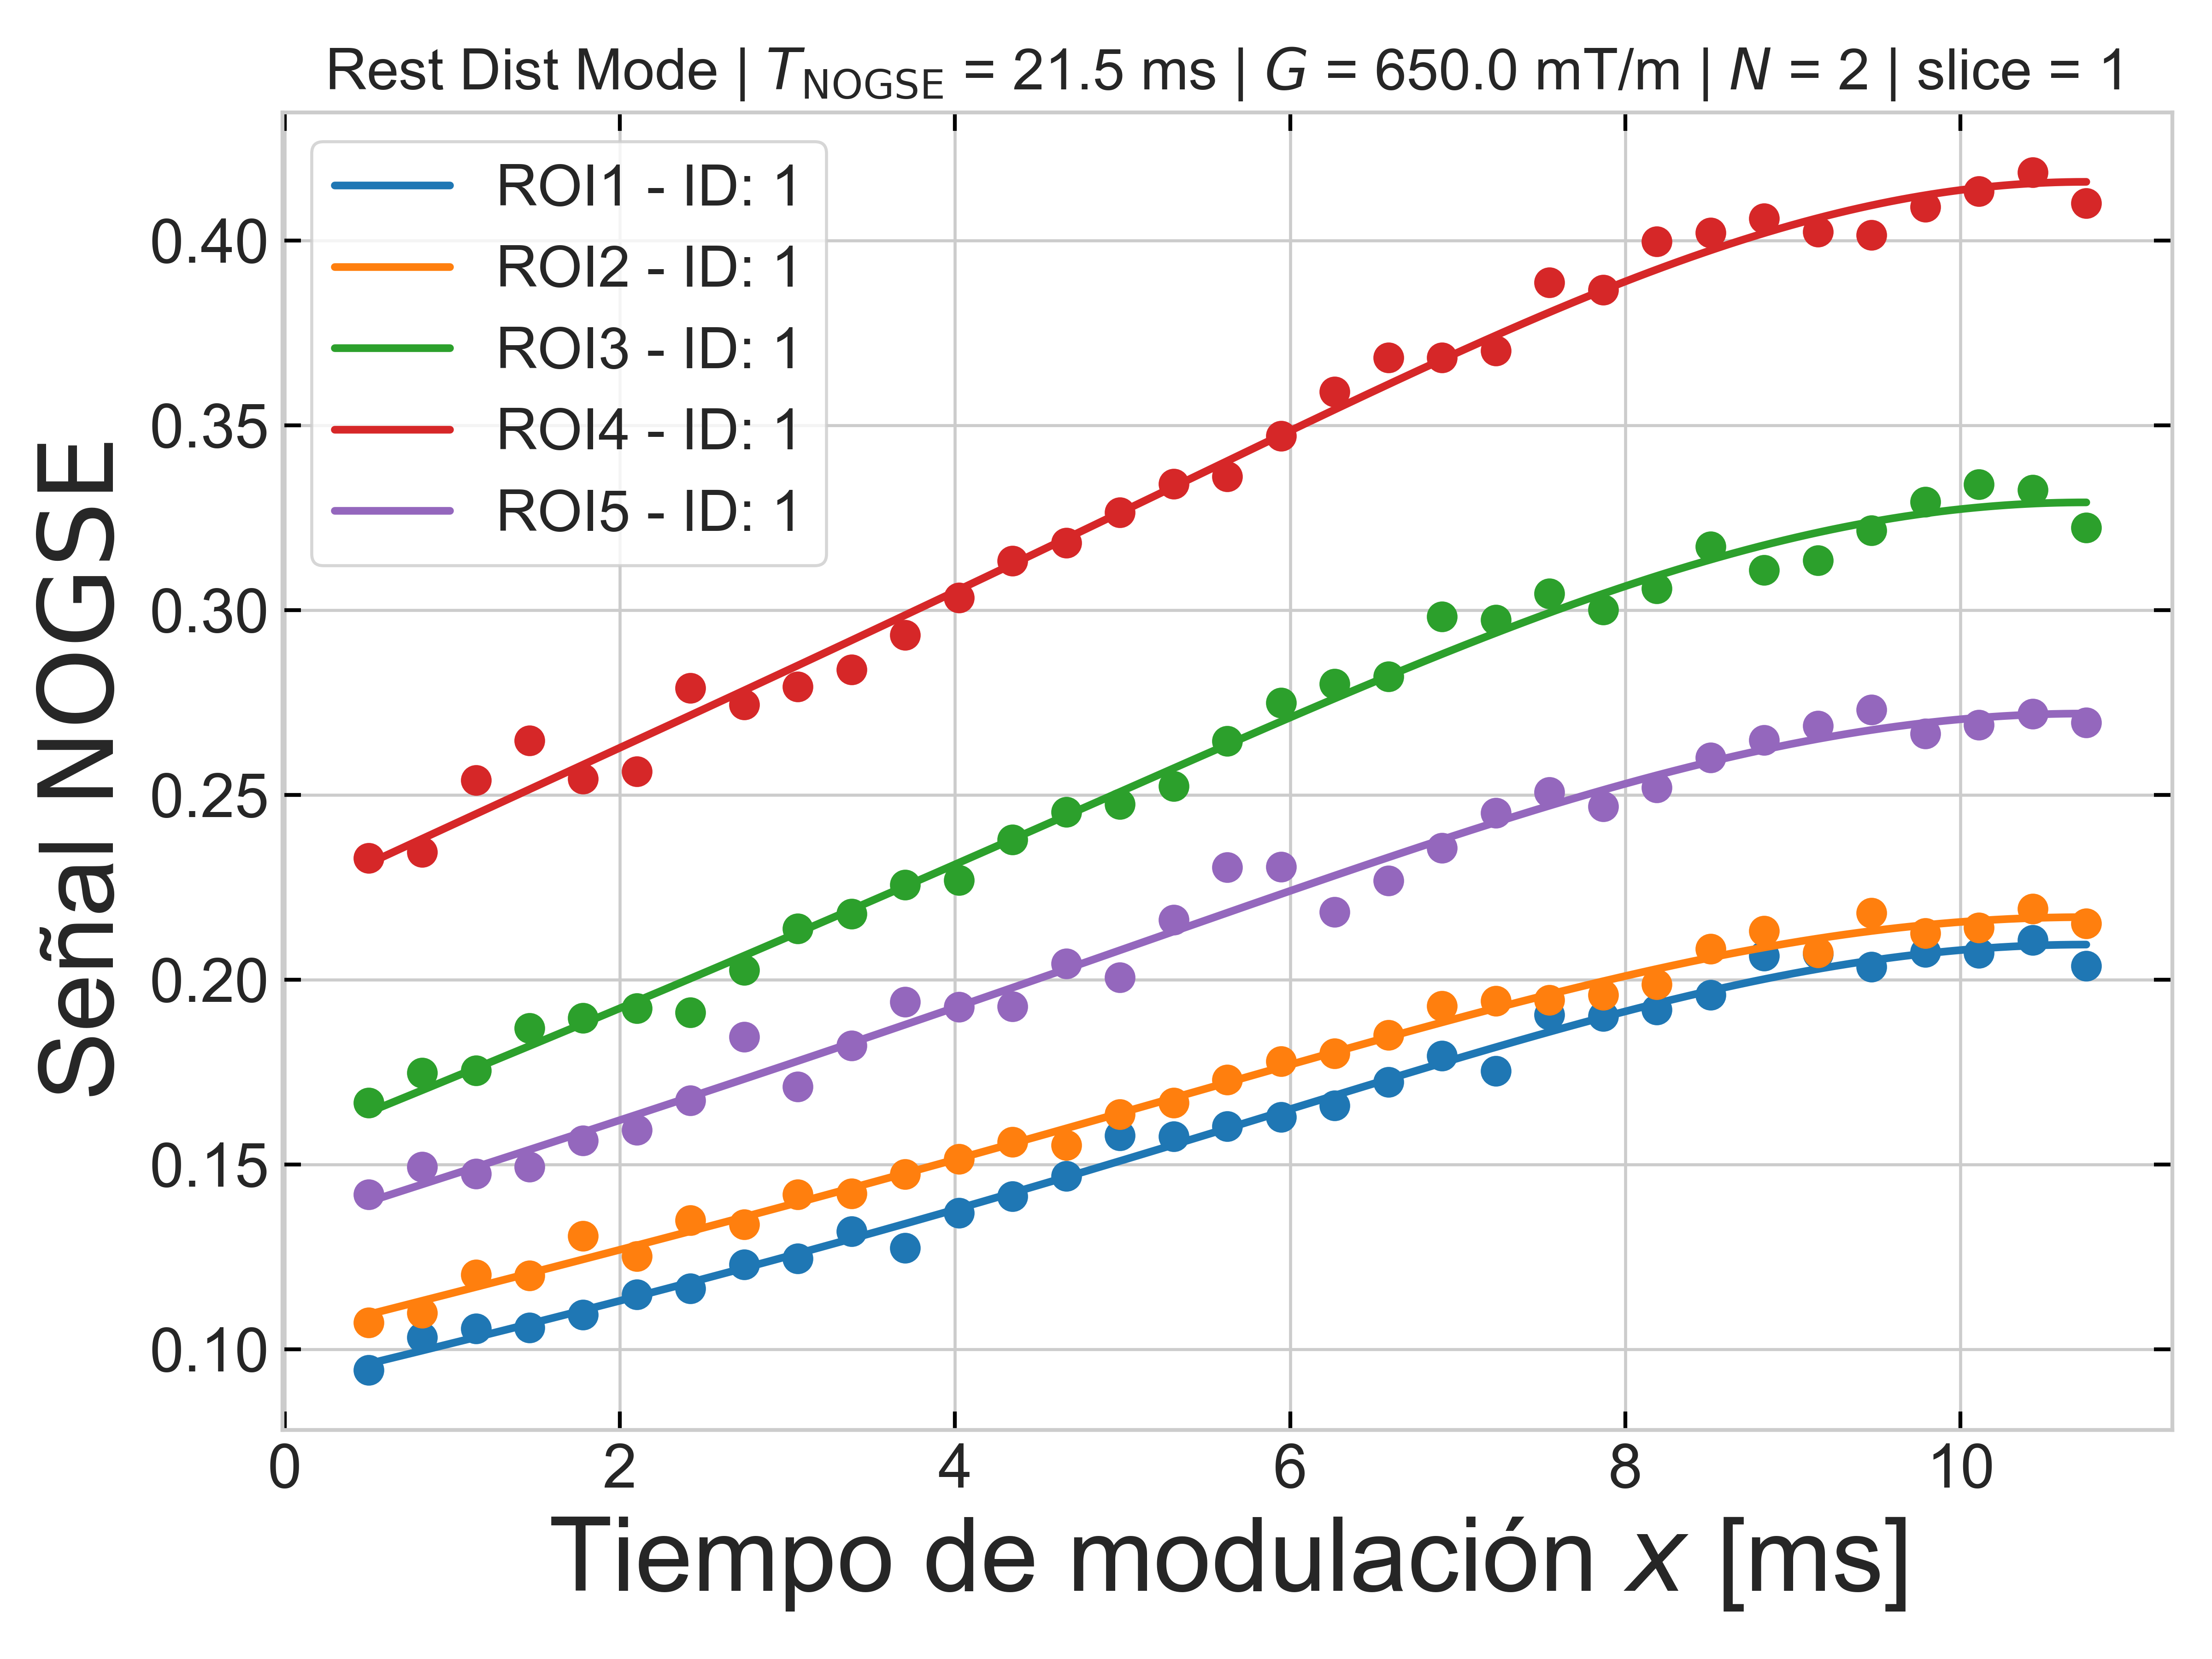 Rest Dist Mode | T_NOGSE = 21.5 ms | G = 650.0 mT/m | N = 2 | slice = 1
ROI1 - ID: 1
ROI2 - ID: 1
ROI3 - ID: 1
ROI4 - ID: 1
ROI5 - ID: 1
Señal NOGSE
0.40
0.35
0.30
0.25
0.20
0.15
0.10
0 2 4 6 8 10
Tiempo de modulación x [ms]